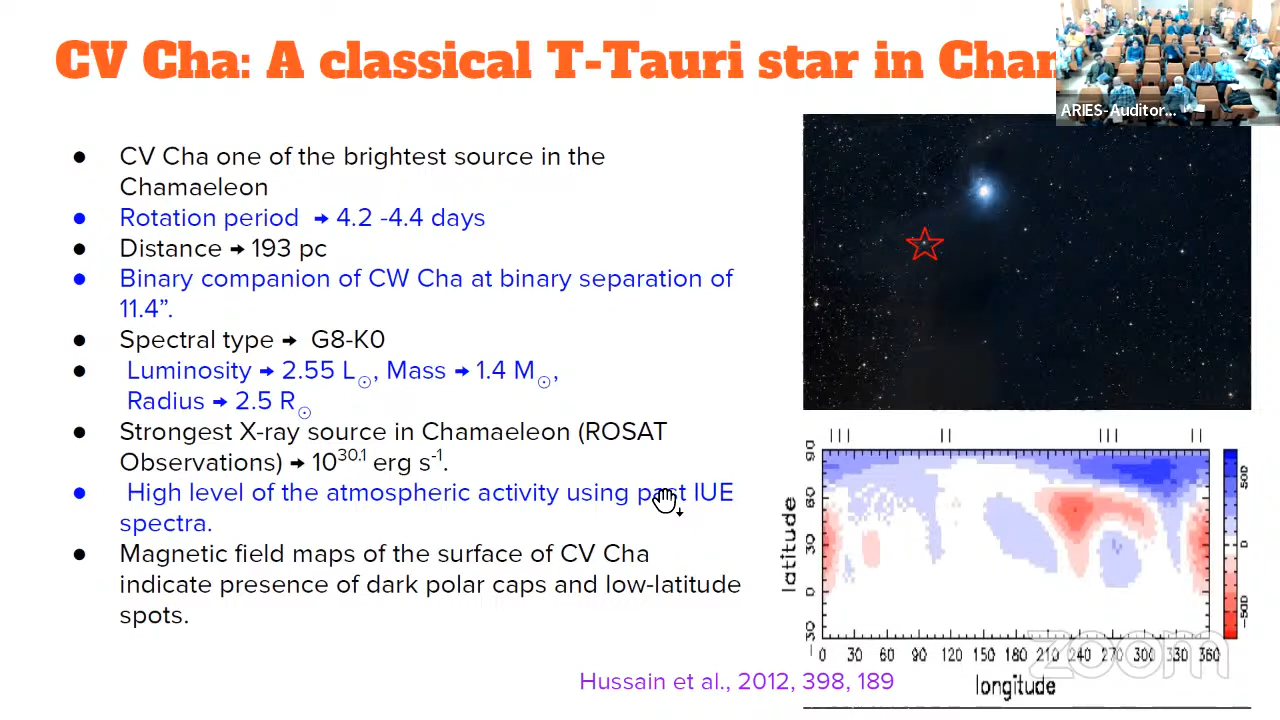 CV Cha: A classical T-Tauri star in Cham
ARIES-Auditor...
CV Cha one of the brightest source in the
Chamaeleon
Rotation period → 4.2 -4.4 days
Distance → 193 pc
Binary companion of CW Cha at binary separation of
11.4”.
Spectral type → G8-K0
Luminosity → 2.55 L☉, Mass → 1.4 M☉,
Radius → 2.5 R☉
Strongest X-ray source in Chamaeleon (ROSAT
Observations) → 10^30.1 erg s^-1.
High level of the atmospheric activity using past IUE
spectra.
Magnetic field maps of the surface of CV Cha
indicate presence of dark polar caps and low-latitude
spots.
Hussain et al., 2012, 398, 189
latitude
90
60
30
0
-30
0 30 60 90 120 150 180 210 240 270 300 330 360
longitude
500
0
-500
zoom